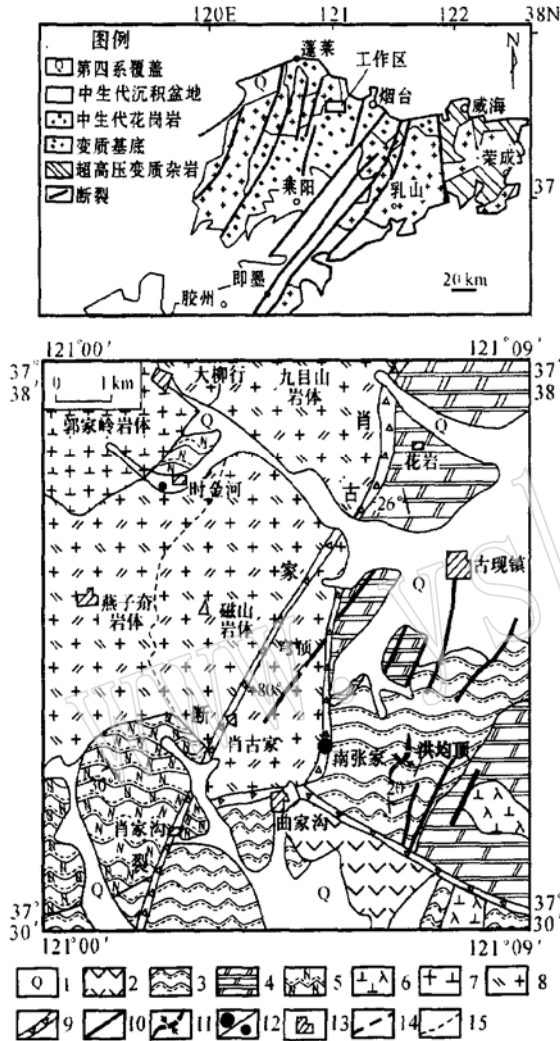 120E 121 122 38N
图例
Q 第四系覆盖
中生代沉积盆地
中生代花岗岩
变质基底
超高压变质杂岩
断裂
蓬莱
Q
工作区
烟台
威海
荣成
N
莱阳
乳山
37
即墨
胶州
20 km
121°00′ 121°09′
37° 37°
38′ 38′
0 1 km
大柳行
九目山
岩体
肖
Q
Q
郭家岭岩体
N
花岩
时金河
古
26°
家
Q
古现镇
燕子夼
岩体
磁山
岩体
穹顶
80°
断
肖古家
南张家
洪均顶
肖家沟
裂
曲家沟
Q
Q
37° 37°
30′ 30′
121°00′ 121°09′
Q 1 2 3 4 N 5 6 7 8
9 10 11 12 13 14 15